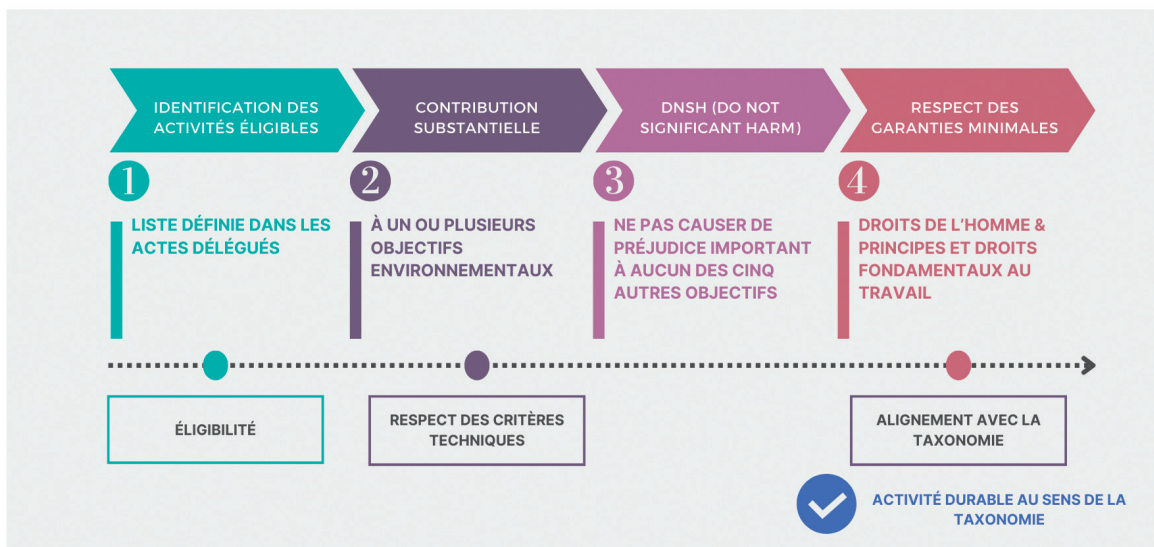 IDENTIFICATION DES
ACTIVITÉS ÉLIGIBLES
CONTRIBUTION
SUBSTANTIELLE
DNSH (DO NOT
SIGNIFICANT HARM)
RESPECT DES
GARANTIES MINIMALES
1
LISTE DÉFINIE DANS LES
ACTES DÉLÉGUÉS
2
À UN OU PLUSIEURS
OBJECTIFS
ENVIRONNEMENTAUX
3
NE PAS CAUSER DE
PRÉJUDICE IMPORTANT
À AUCUN DES CINQ
AUTRES OBJECTIFS
4
DROITS DE L’HOMME &
PRINCIPES ET DROITS
FONDAMENTAUX AU
TRAVAIL
ÉLIGIBILITÉ
RESPECT DES CRITÈRES
TECHNIQUES
ALIGNEMENT AVEC LA
TAXONOMIE
ACTIVITÉ DURABLE AU SENS DE LA
TAXONOMIE